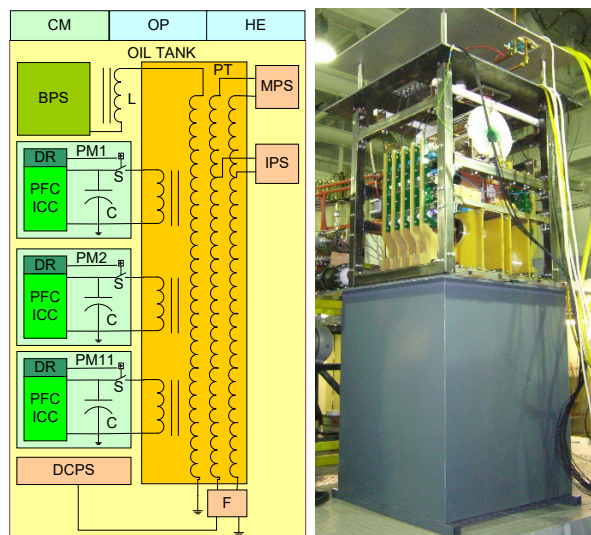 CM OP HE
OIL TANK
BPS
L
PT
MPS
IPS
DR PM1
S
PFC
ICC
C
DR PM2
S
PFC
ICC
C
DR PM11
S
PFC
ICC
C
DCPS
F